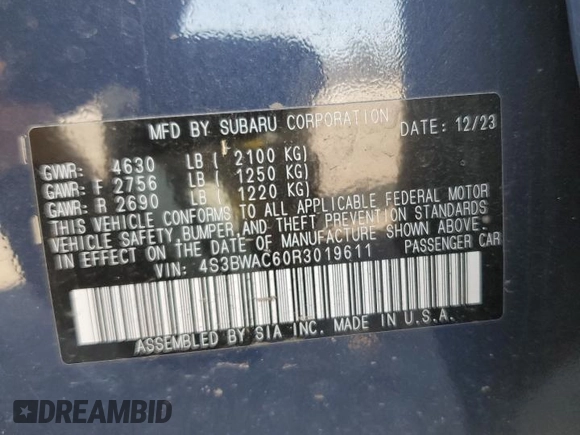 MFD BY SUBARU CORPORATION DATE: 12/23
GVWR: 4630 LB ( 2100 KG)
GAWR: F 2756 LB ( 1250 KG)
GAWR: R 2690 LB ( 1220 KG)
THIS VEHICLE CONFORMS TO ALL APPLICABLE FEDERAL MOTOR
VEHICLE SAFETY, BUMPER, AND THEFT PREVENTION STANDARDS
IN EFFECT ON THE DATE OF MANUFACTURE SHOWN ABOVE.
VIN: 4S3BWAC60R3019611 PASSENGER CAR
ASSEMBLED BY SIA INC. MADE IN U.S.A.
DREAMBID